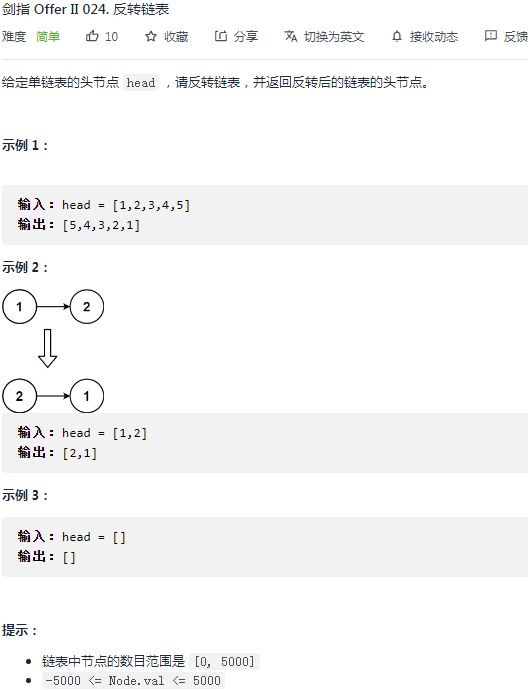 剑指 Offer II 024. 反转链表
难度 简单 10 收藏 分享 切换为英文 接收动态 反馈
给定单链表的头节点 head ，请反转链表，并返回反转后的链表的头节点。
示例 1：
输入：head = [1,2,3,4,5]
输出：[5,4,3,2,1]
示例 2：
1 2
2 1
输入：head = [1,2]
输出：[2,1]
示例 3：
输入：head = []
输出：[]
提示：
链表中节点的数目范围是 [0, 5000]
-5000 <= Node.val <= 5000